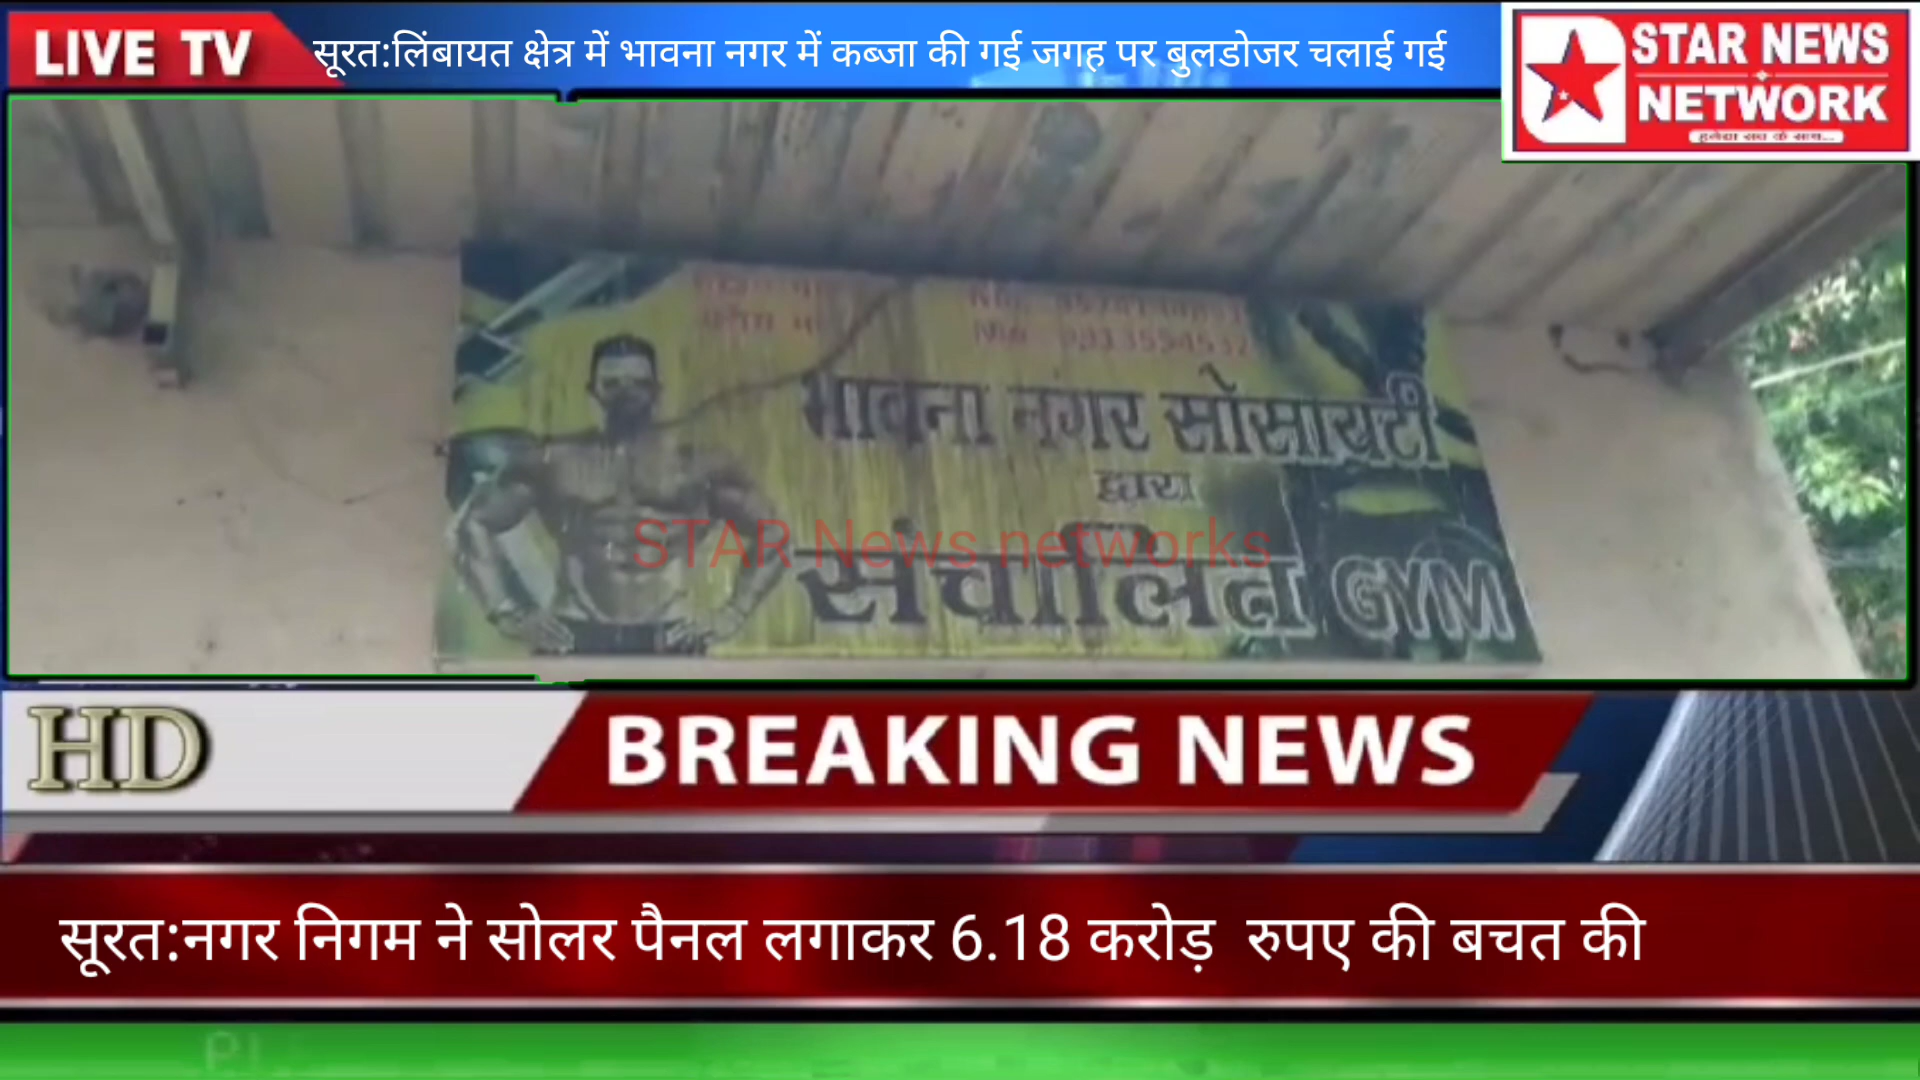 LIVE TV
सूरत:लिंबायत क्षेत्र में भावना नगर में कब्जा की गई जगह पर बुलडोजर चलाई गई
STAR NEWS
NETWORK
भावना नगर सोसायटी
द्वारा
STAR News networks
संचालित GYM
HD
BREAKING NEWS
सूरत:नगर निगम ने सोलर पैनल लगाकर 6.18 करोड़ रुपए की बचत की